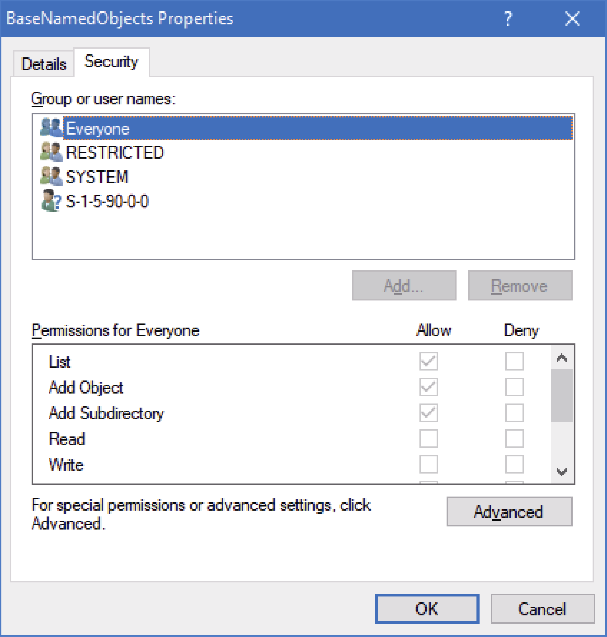 BaseNamedObjects Properties
?
Details Security
Group or user names:
Everyone
RESTRICTED
SYSTEM
S-1-5-90-0-0
Add... Remove
Permissions for Everyone Allow Deny
List
Add Object
Add Subdirectory
Read
Write
For special permissions or advanced settings, click
Advanced.
Advanced
OK Cancel